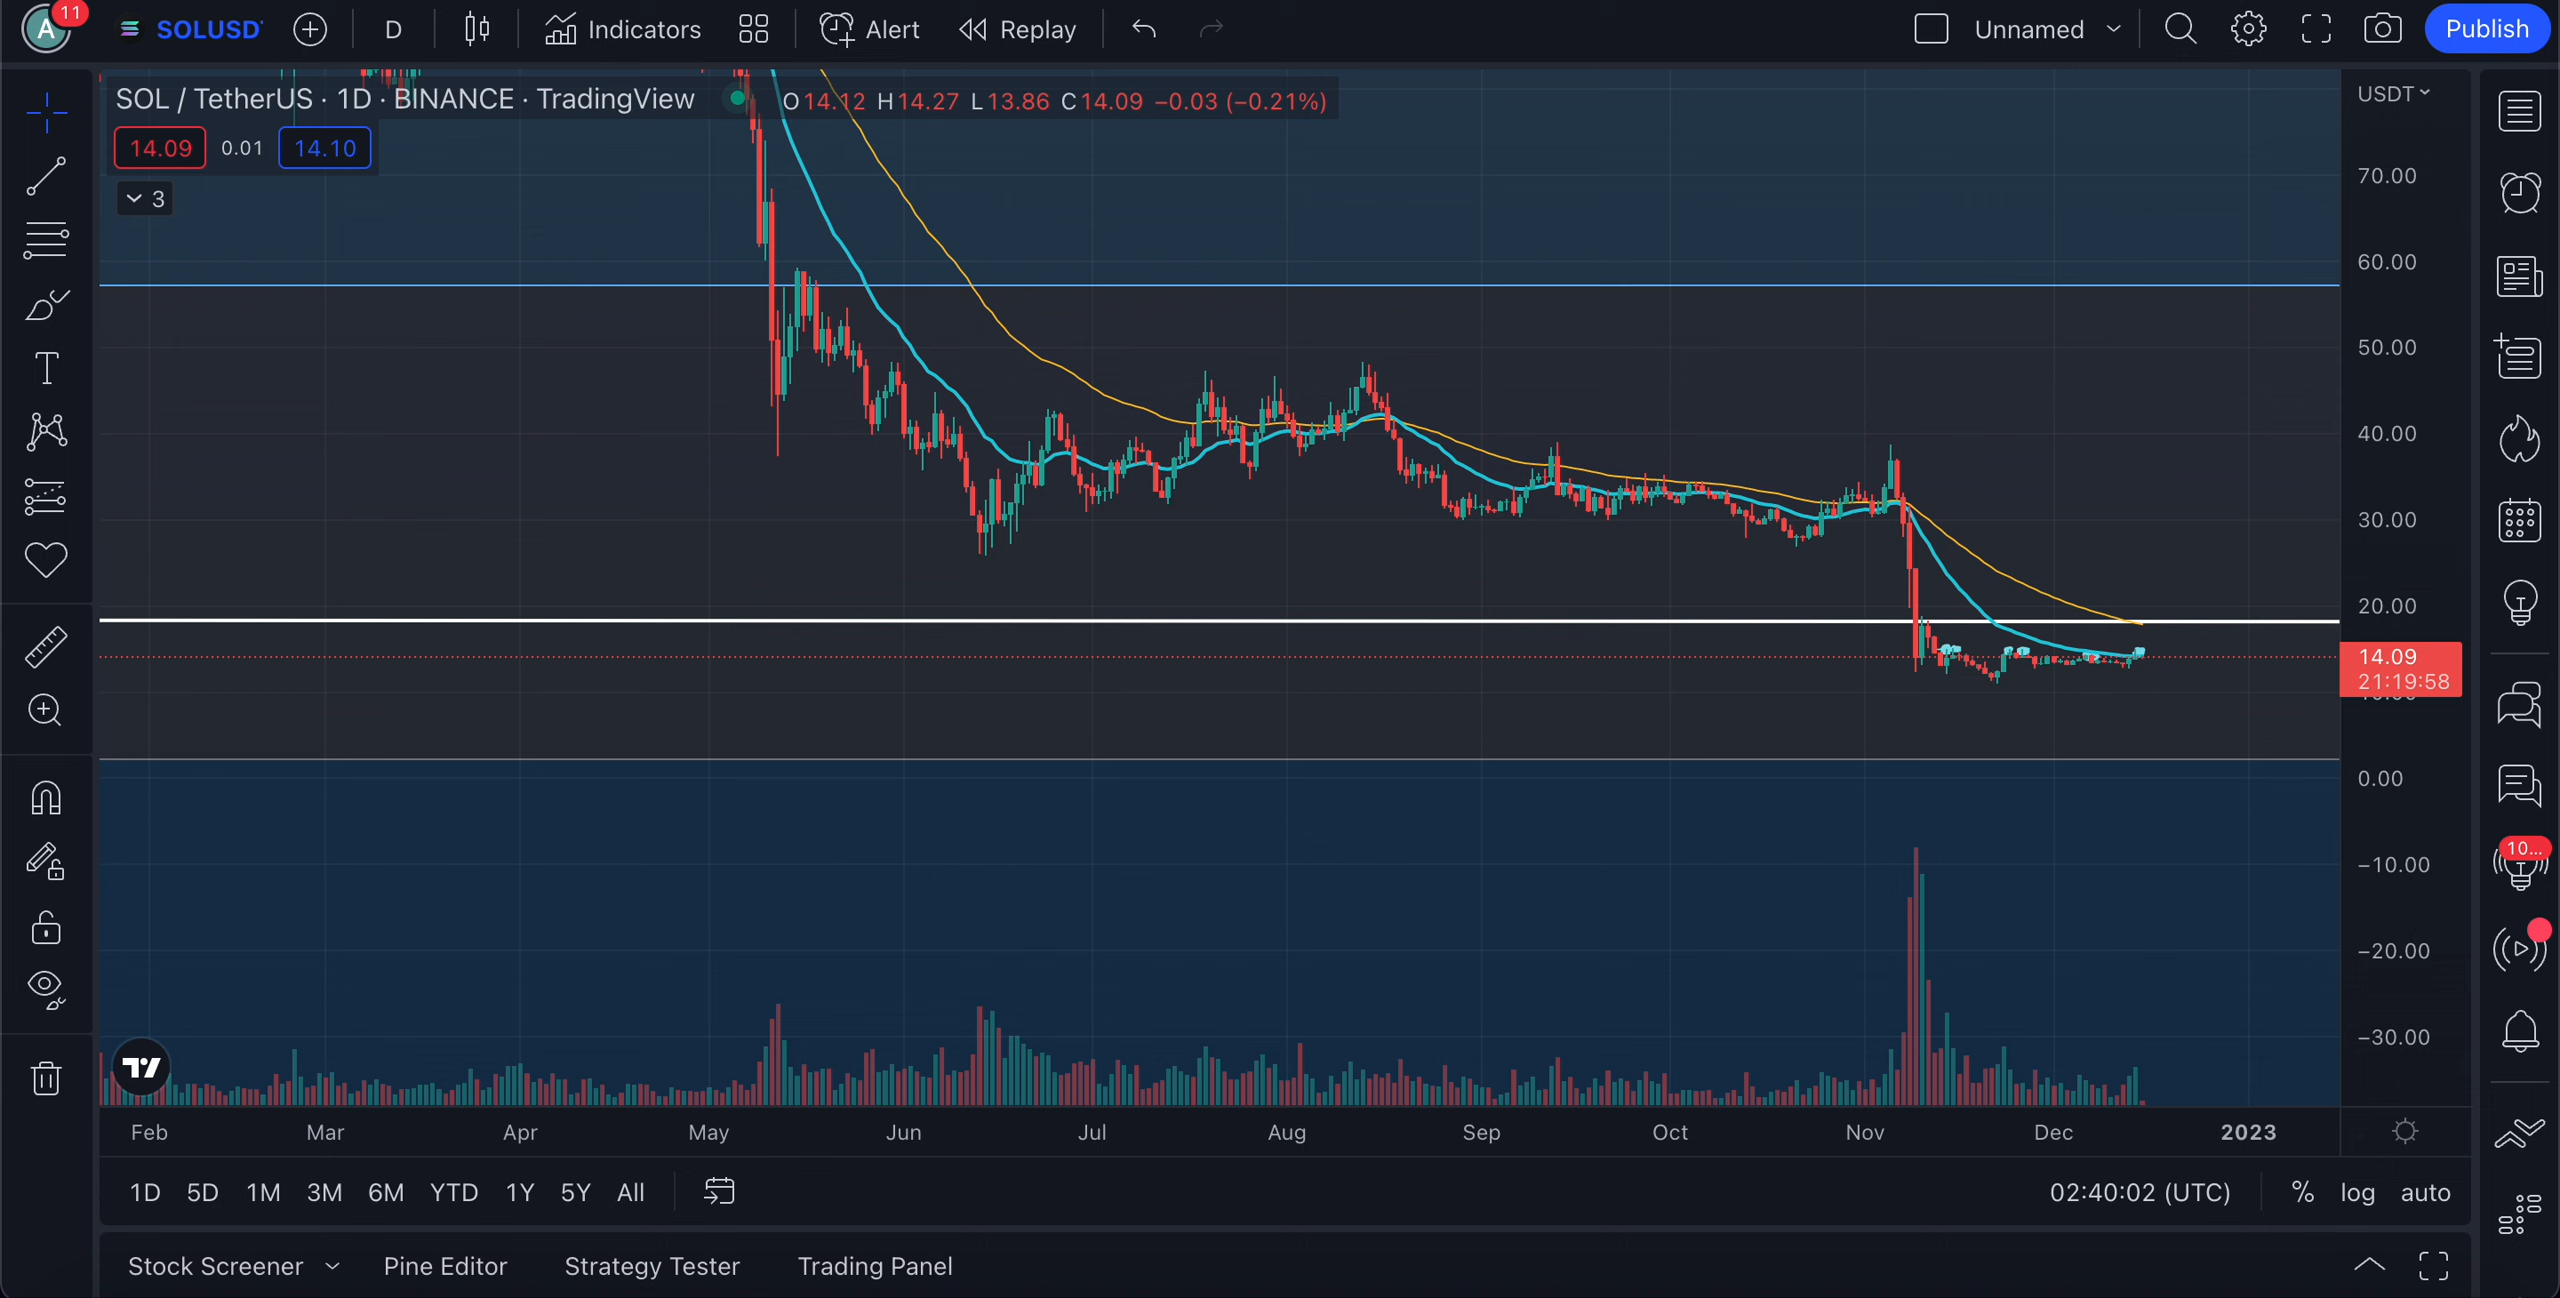 A 11 SOLUSD D Indicators Alert Replay Unnamed Publish
SOL / TetherUS · 1D · BINANCE · TradingView O14.12 H14.27 L13.86 C14.09 −0.03 (−0.21%)
USDT
14.09 0.01 14.10
3
70.00
60.00
50.00
40.00
30.00
20.00
14.09
21:19:58
0.00
−10.00
−20.00
−30.00
10...
Feb Mar Apr May Jun Jul Aug Sep Oct Nov Dec 2023
1D 5D 1M 3M 6M YTD 1Y 5Y All 02:40:02 (UTC) % log auto
Stock Screener Pine Editor Strategy Tester Trading Panel